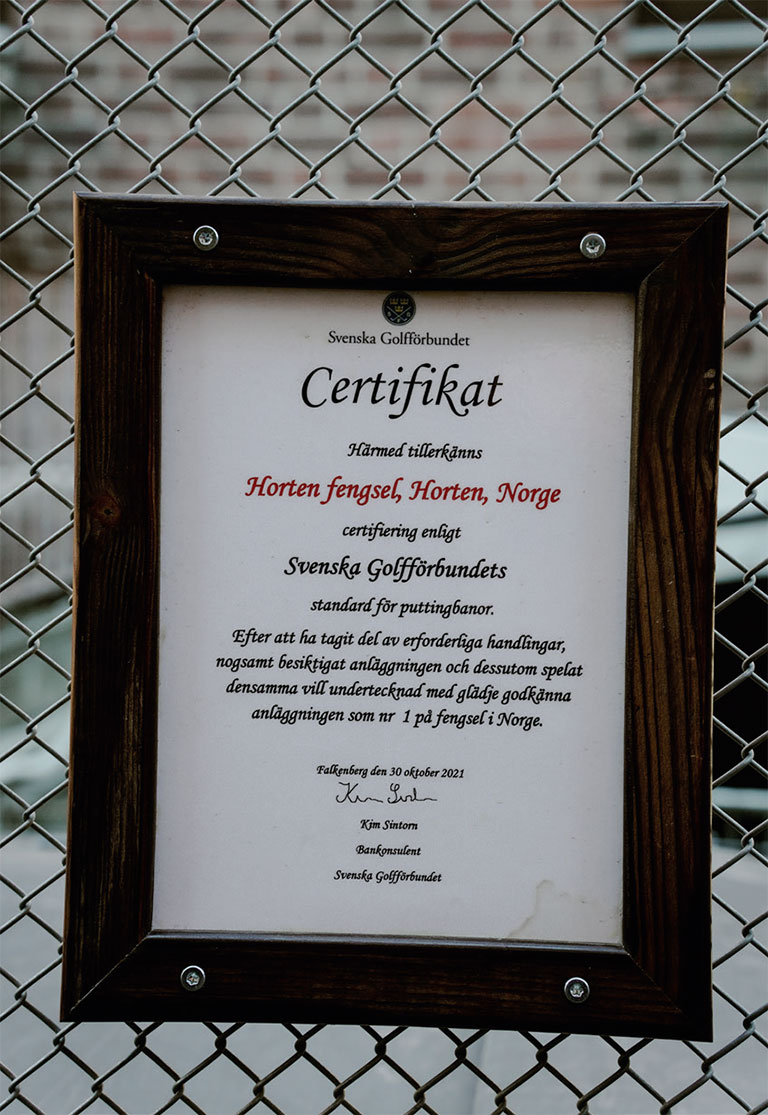 Svenska Golfförbundet
Certifikat
Härmed tillerkänns
Horten fengsel, Horten, Norge
certifiering enligt
Svenska Golfförbundets
standard för puttingbanor.
Efter att ha tagit del av erforderliga handlingar,
nogsamt besiktigat anläggningen och dessutom spelat
densamma vill undertecknad med glädje godkänna
anläggningen som nr 1 på fengsel i Norge.
Falkenberg den 30 oktober 2021
Kim Sintorn
Bankonsulent
Svenska Golfförbundet